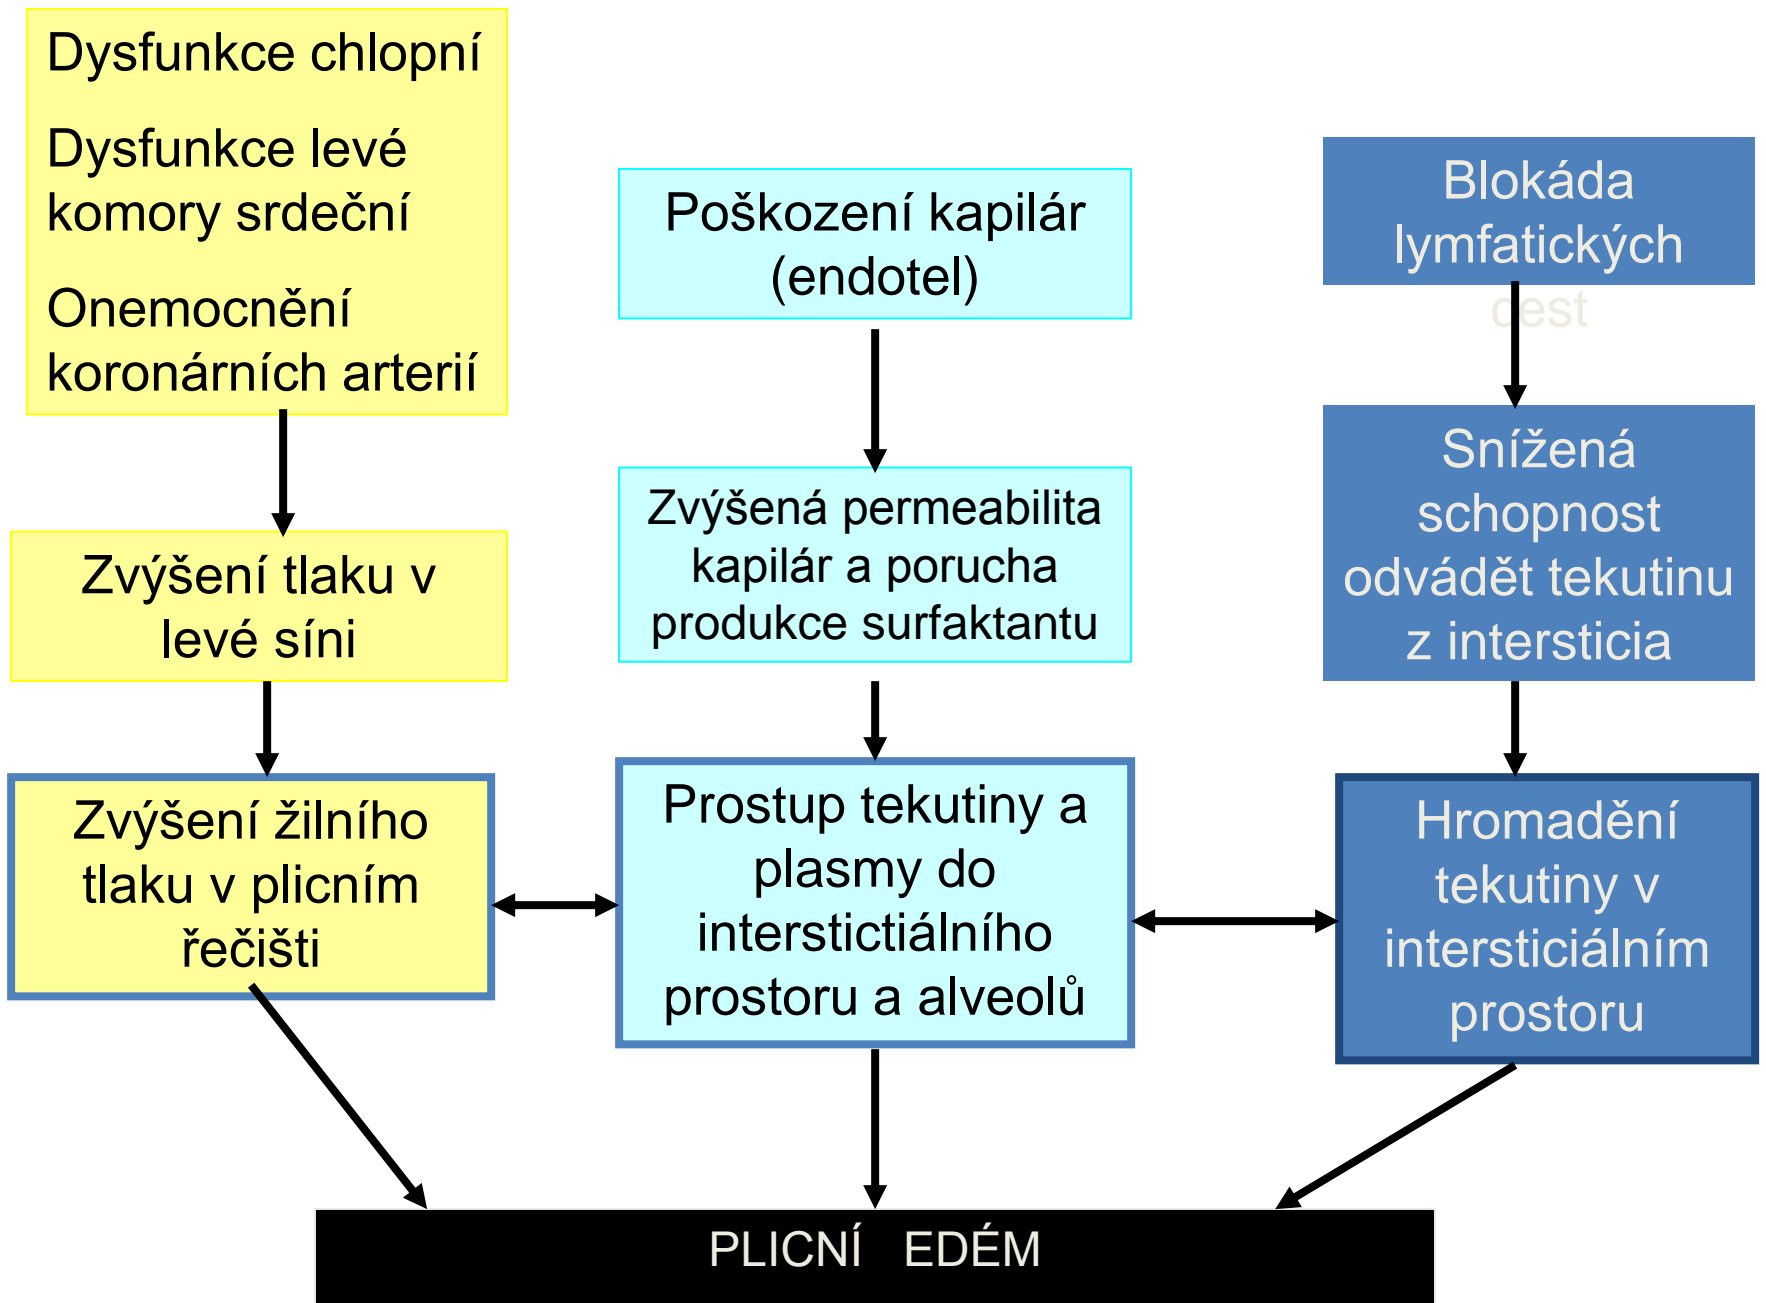 Dysfunkce chlopní
Dysfunkce levé
komory srdeční
Onemocnění
koronárních arterií
Zvýšení tlaku v
levé síni
Zvýšení žilního
tlaku v plicním
řečišti
Poškození kapilár
(endotel)
Zvýšená permeabilita
kapilár a porucha
produkce surfaktantu
Prostup tekutiny a
plasmy do
interstictiálního
prostoru a alveolů
Blokáda
lymfatických
cest
Snížená
schopnost
odvádět tekutinu
z intersticia
Hromadění
tekutiny v
intersticiálním
prostoru
PLICNÍ EDÉM